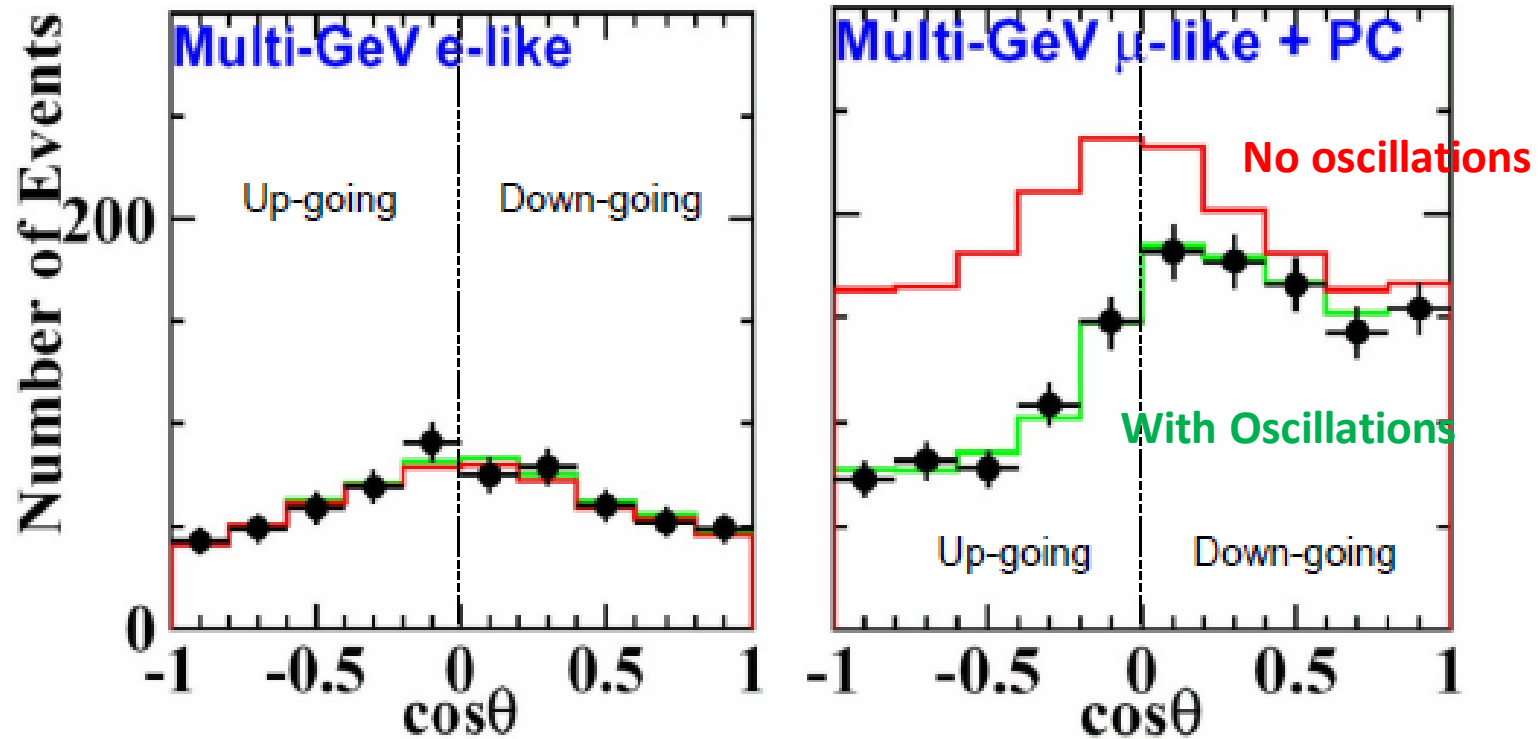 Multi-GeV e-like
Up-going
Down-going
Number of Events
200
0
-1
-0.5
0
0.5
cosθ
Multi-GeV μ-like + PC
No oscillations
With Oscillations
Up-going
Down-going
-1
-0.5
0
0.5
1
cosθ